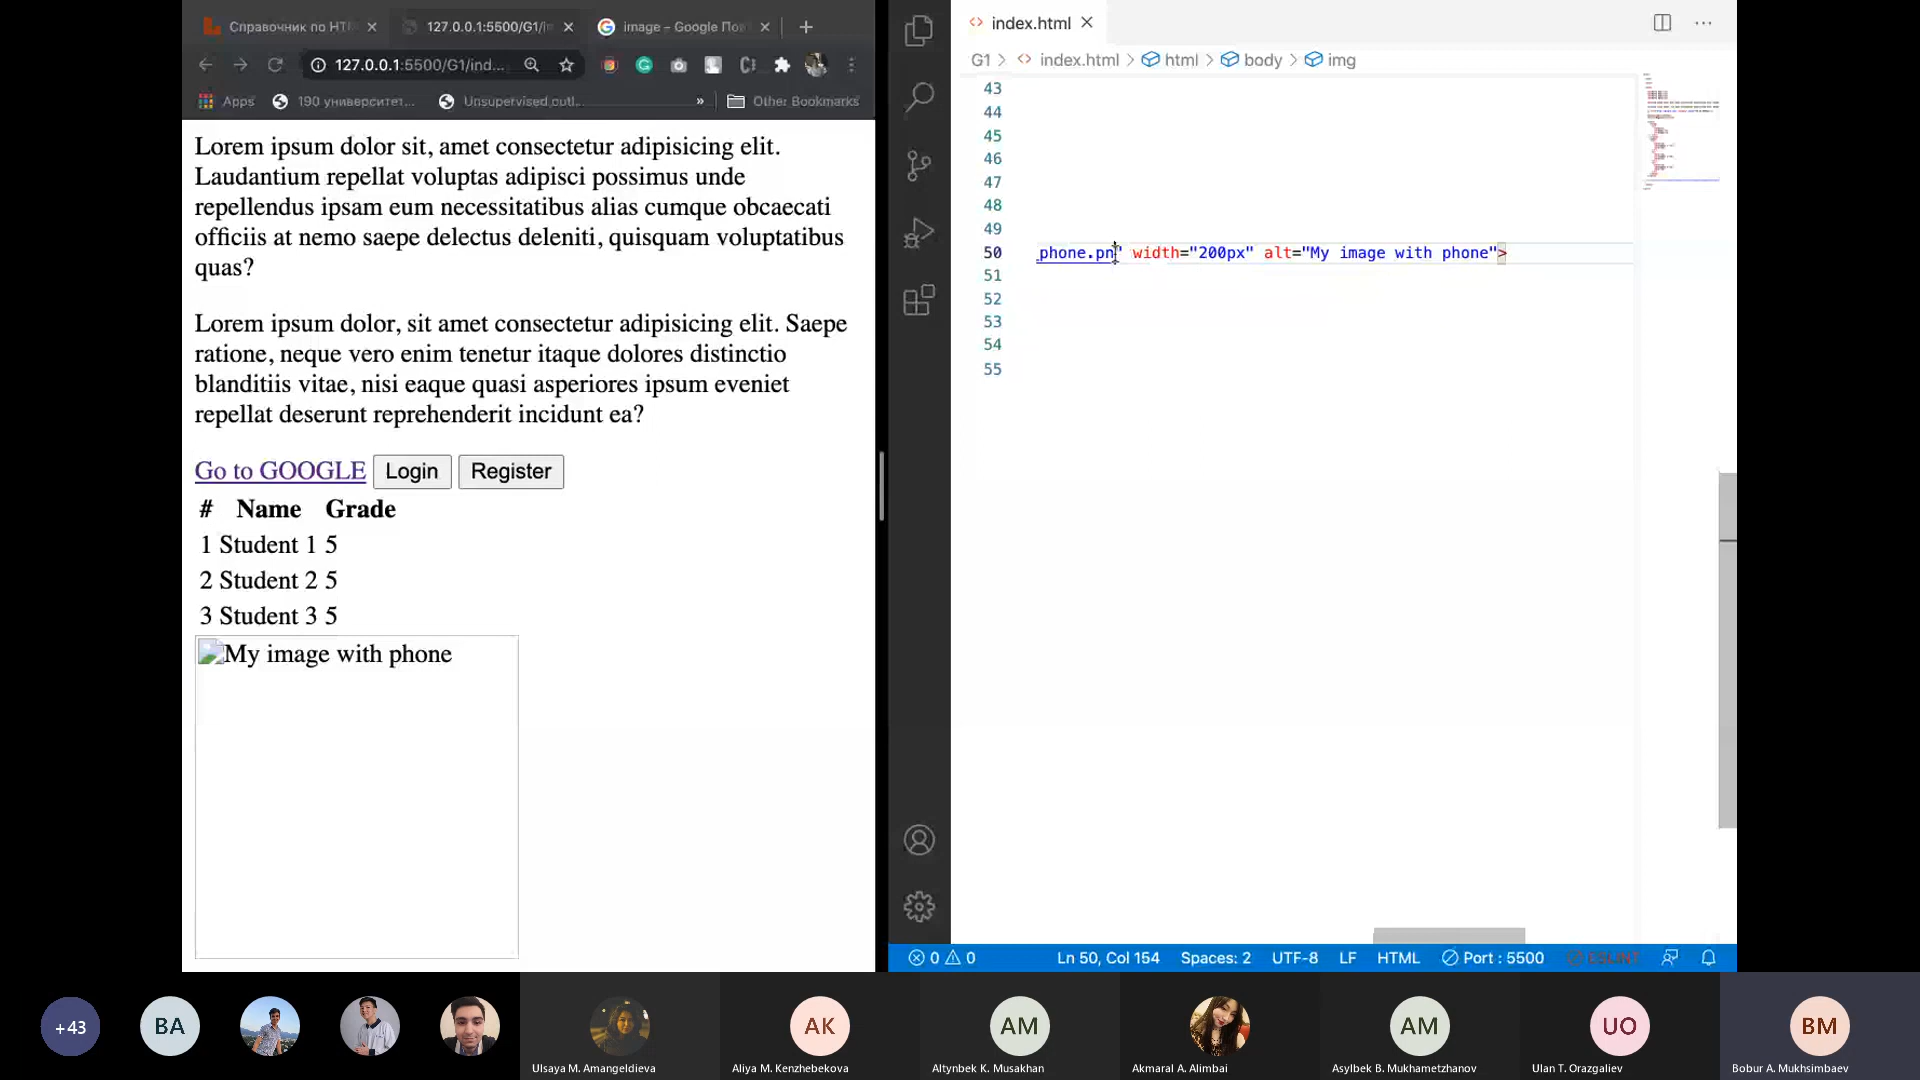 Справочник по HTM
127.0.0.1:5500/G1/in
image – Google Пои
127.0.0.1:5500/G1/ind...
Apps
190 университет...
Unsupervised outl...
»
Other Bookmarks
Lorem ipsum dolor sit, amet consectetur adipisicing elit.
Laudantium repellat voluptas adipisci possimus unde
repellendus ipsam eum necessitatibus alias cumque obcaecati
officiis at nemo saepe delectus deleniti, quisquam voluptatibus
quas?
Lorem ipsum dolor, sit amet consectetur adipisicing elit. Saepe
ratione, neque vero enim tenetur itaque dolores distinctio
blanditiis vitae, nisi eaque quasi asperiores ipsum eveniet
repellat deserunt reprehenderit incidunt ea?
Go to GOOGLE Login Register
# Name Grade
1 Student 1 5
2 Student 2 5
3 Student 3 5
My image with phone
index.html
G1 > index.html > html > body > img
43
44
45
46
47
48
49
50 _phone.pn" width="200px" alt="My image with phone">
51
52
53
54
55
0 0 Ln 50, Col 154 Spaces: 2 UTF-8 LF HTML Port : 5500 ESLINT
+43
BA
Ulsaya M. Amangeldieva
AK
Aliya M. Kenzhebekova
AM
Altynbek K. Musakhan
Akmaral A. Alimbai
AM
Asylbek B. Mukhametzhanov
UO
Ulan T. Orazgaliev
BM
Bobur A. Mukhsimbaev